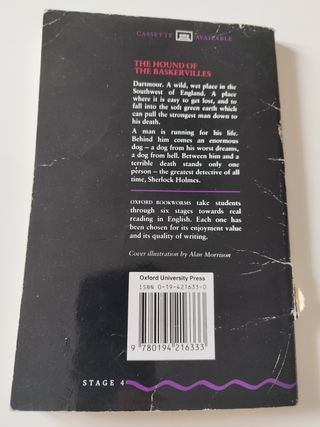 CASSETTE AVAILABLE
THE HOUND OF
THE BASKERVILLES
Dartmoor. A wild, wet place in the
Southwest of England. A place
where it is easy to get lost, and to
fall into the soft green earth which
can pull the strongest man down to
his death.
A man is running for his life.
Behind him comes an enormous
dog – a dog from his worst dreams,
a dog from hell. Between him and a
terrible death stands only one
person – the greatest detective of all
time, Sherlock Holmes.
OXFORD BOOKWORMS take students
through six stages towards real
reading in English. Each one has
been chosen for its enjoyment value
and its quality of writing.
Cover illustration by Alan Morrison
Oxford University Press
ISBN 0-19-421633-0
9 780194 216333
STAGE 4